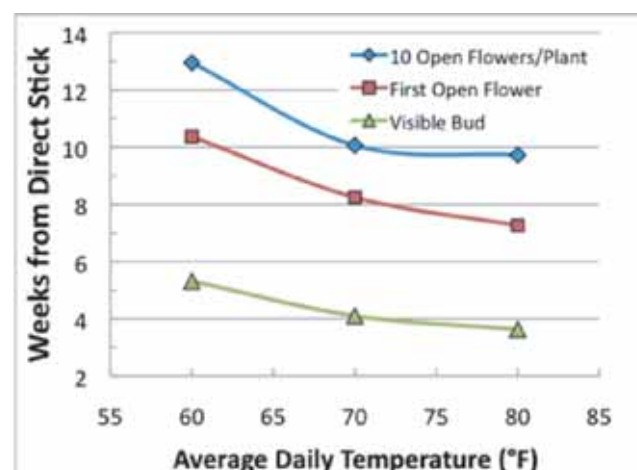 14
12
10
8
6
4
2
Weeks from Direct Stick
10 Open Flowers/Plant
First Open Flower
Visible Bud
55 60 65 70 75 80 85
Average Daily Temperature (°F)